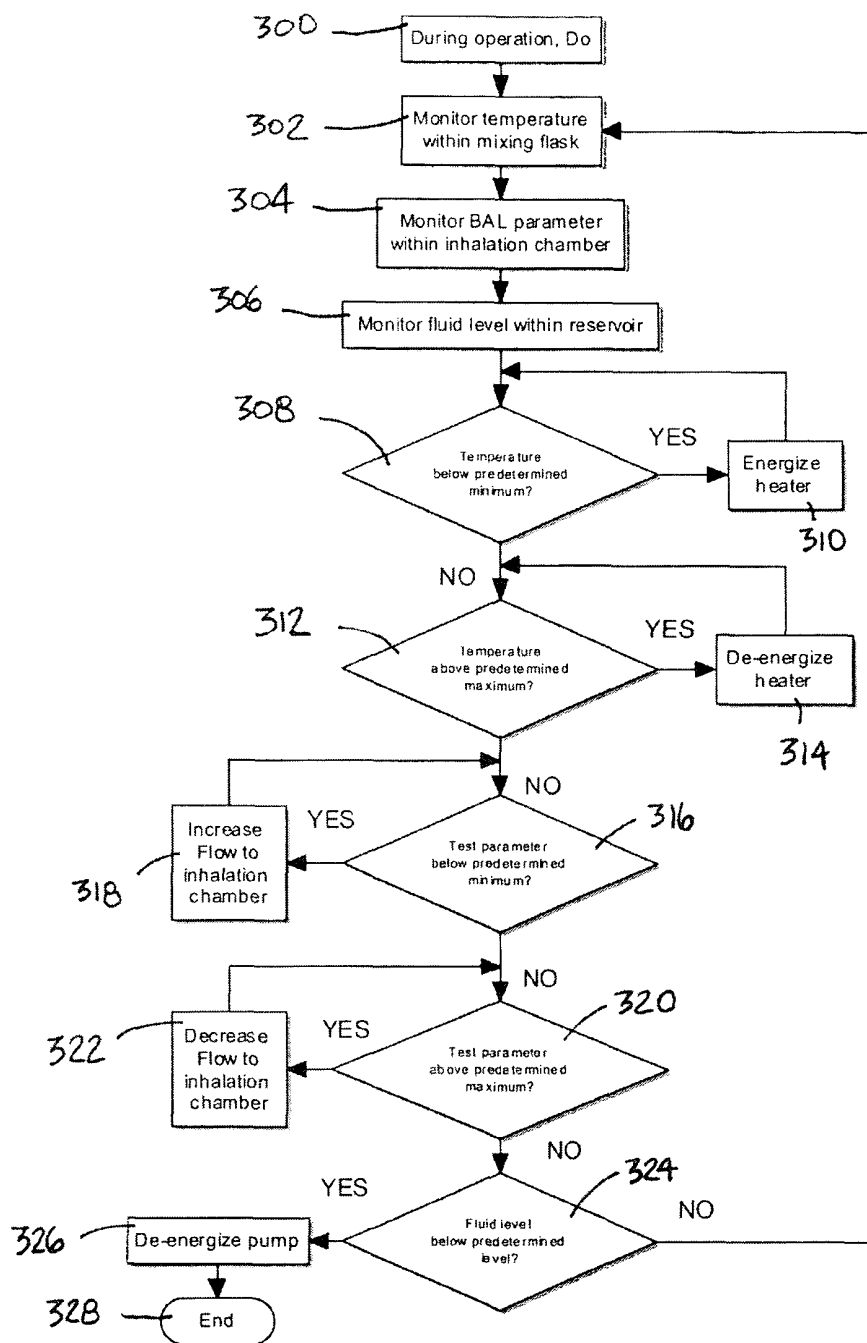 300
During operation, Do
302
Monitor temperature
within mixing flask
304
Monitor BAL parameter
within inhalation chamber
306
Monitor fluid level within reservoir
308
Temperature
below predetermined
minimum?
YES
Energize
heater
310
NO
312
Temperature
above predetermined
maximum?
YES
De-energize
heater
314
NO
316
Test parameter
below predetermined
minimum?
YES
Increase
Flow to
inhalation
chamber
318
NO
320
Test parameter
above predetermined
maximum?
YES
322
Decrease
Flow to
inhalation
chamber
NO
324
Fluid level
below predetermined
level?
YES
NO
326
De-energize pump
328
End